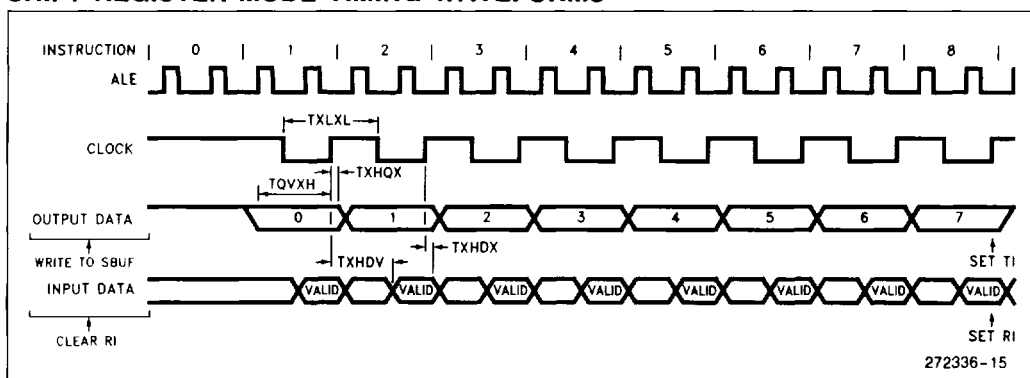 SHIFT REGISTER MODE TIMING WAVEFORMS
INSTRUCTION | 0 | 1 | 2 | 3 | 4 | 5 | 6 | 7 | 8 |
ALE
TXLXL
CLOCK
TQVXH
TXHQX
OUTPUT DATA 0 1 2 3 4 5 6 7
WRITE TO SBUF
TXHDV
TXHDX
SET TI
INPUT DATA VALID VALID VALID VALID VALID VALID VALID VALID
CLEAR RI
SET RI
272336-15